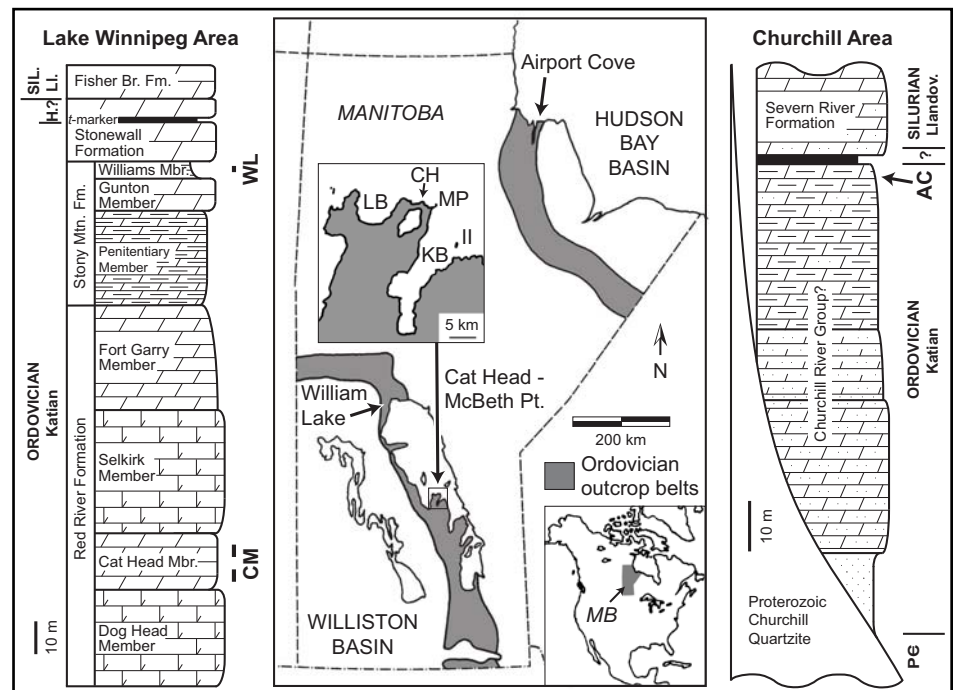 Lake Winnipeg Area
SIL.
Ll.
H.?
ORDOVICIAN
Katian
Stony Mtn. Fm.
Red River Formation
Fisher Br. Fm.
t-marker
Stonewall
Formation
Williams Mbr.
Gunton
Member
Penitentiary
Member
Fort Garry
Member
Selkirk
Member
Cat Head Mbr.
Dog Head
Member
10 m
WL
CM
MANITOBA
Airport Cove
HUDSON
BAY
BASIN
CH
LB
MP
II
KB
5 km
N
William
Lake
Cat Head -
McBeth Pt.
200 km
Ordovician
outcrop belts
WILLISTON
BASIN
MB
Churchill Area
Severn River
Formation
Churchill River Group?
10 m
Proterozoic
Churchill
Quartzite
AC
SILURIAN
Llandov.
?
ORDOVICIAN
Katian
PЄ